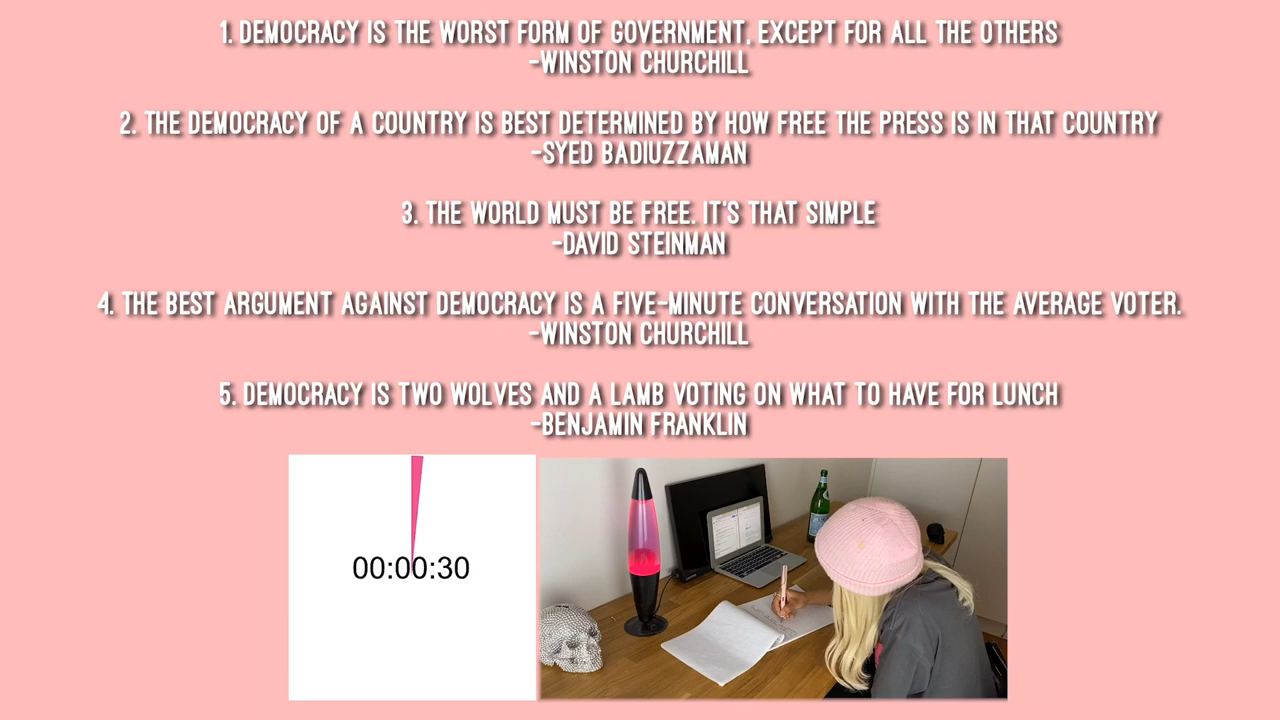 1. DEMOCRACY IS THE WORST FORM OF GOVERNMENT, EXCEPT FOR ALL THE OTHERS
-WINSTON CHURCHILL
2. THE DEMOCRACY OF A COUNTRY IS BEST DETERMINED BY HOW FREE THE PRESS IS IN THAT COUNTRY
-SYED BADIUZZAMAN
3. THE WORLD MUST BE FREE. IT'S THAT SIMPLE
-DAVID STEINMAN
4. THE BEST ARGUMENT AGAINST DEMOCRACY IS A FIVE-MINUTE CONVERSATION WITH THE AVERAGE VOTER.
-WINSTON CHURCHILL
5. DEMOCRACY IS TWO WOLVES AND A LAMB VOTING ON WHAT TO HAVE FOR LUNCH
-BENJAMIN FRANKLIN
00:00:30